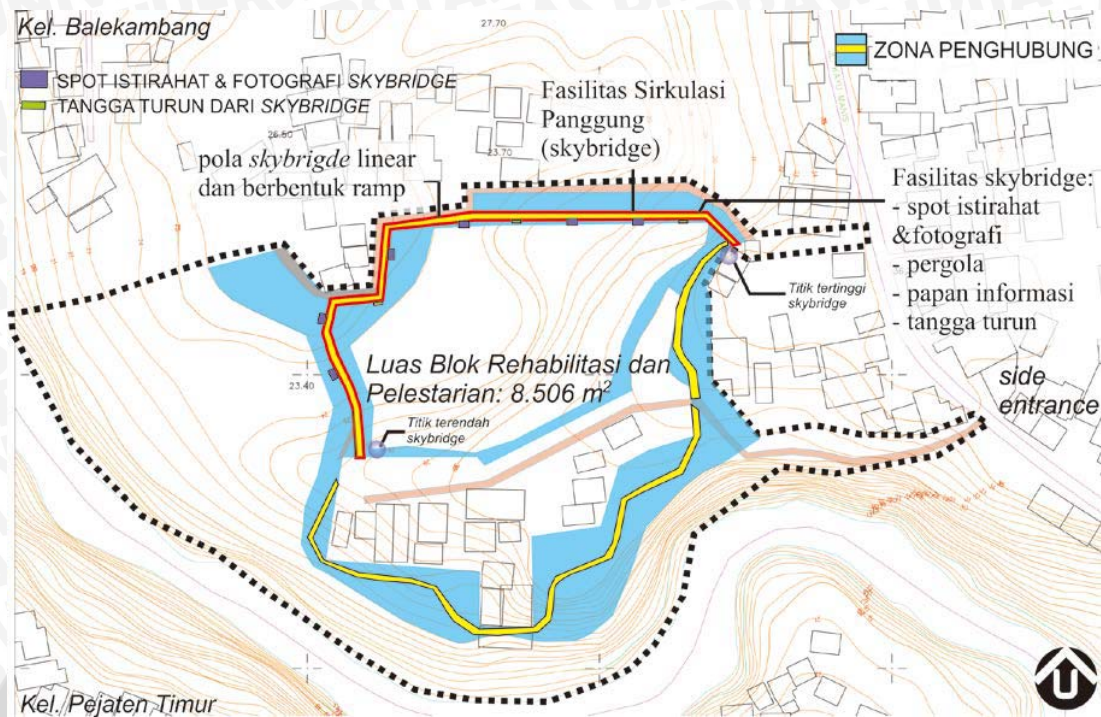 Kel. Balekambang
27.70
ZONA PENGHUBUNG
SPOT ISTIRAHAT & FOTOGRAFI SKYBRIDGE
TANGGA TURUN DARI SKYBRIDGE
26.50
pola skybrigde linear
dan berbentuk ramp
Fasilitas Sirkulasi
Panggung
(skybridge)
23.70
Fasilitas skybridge:
- spot istirahat
&fotografi
- pergola
- papan informasi
- tangga turun
Titik tertinggi
skybridge
23.40
Luas Blok Rehabilitasi dan
Pelestarian: 8.506 m²
Titik terendah
skybridge
side
entrance
Kel. Pejaten Timur